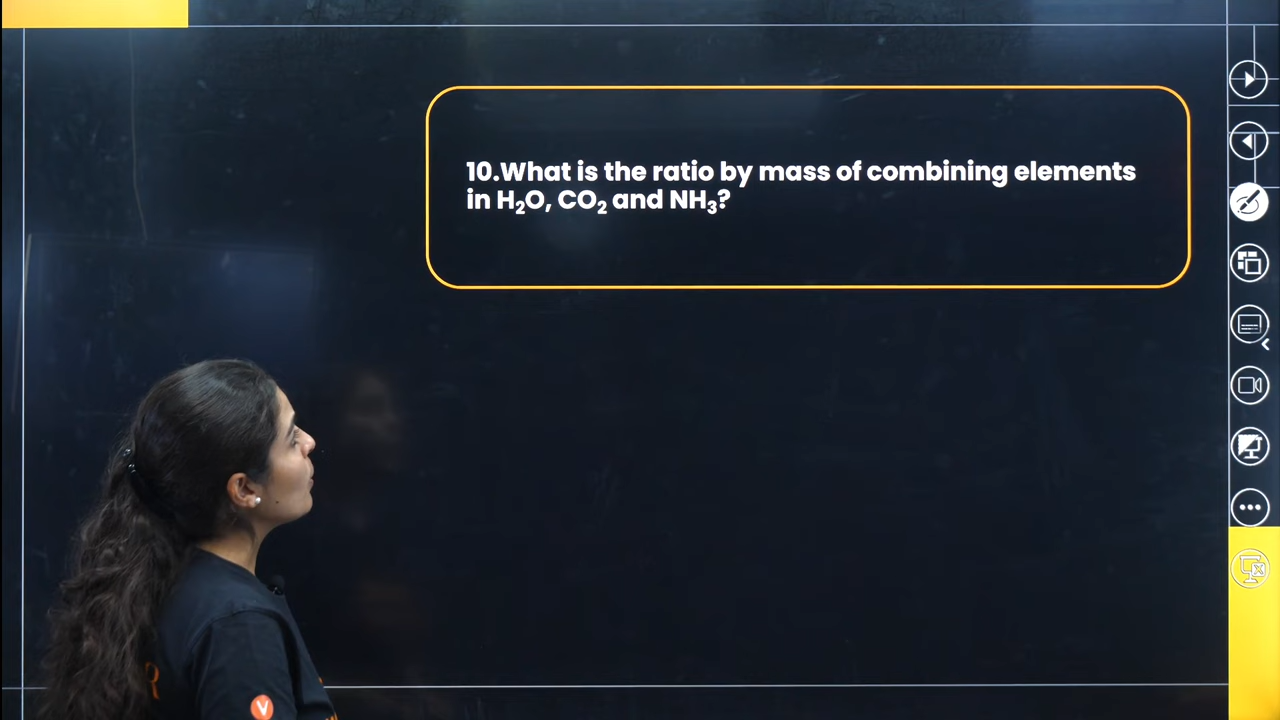 10.What is the ratio by mass of combining elements
in H₂O, CO₂ and NH₃?
R
V